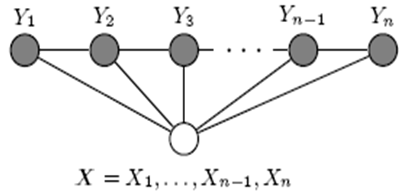 Y₁ Y₂ Y₃ Yₙ₋₁ Yₙ
· · ·
X = X₁, . . . , Xₙ₋₁, Xₙ